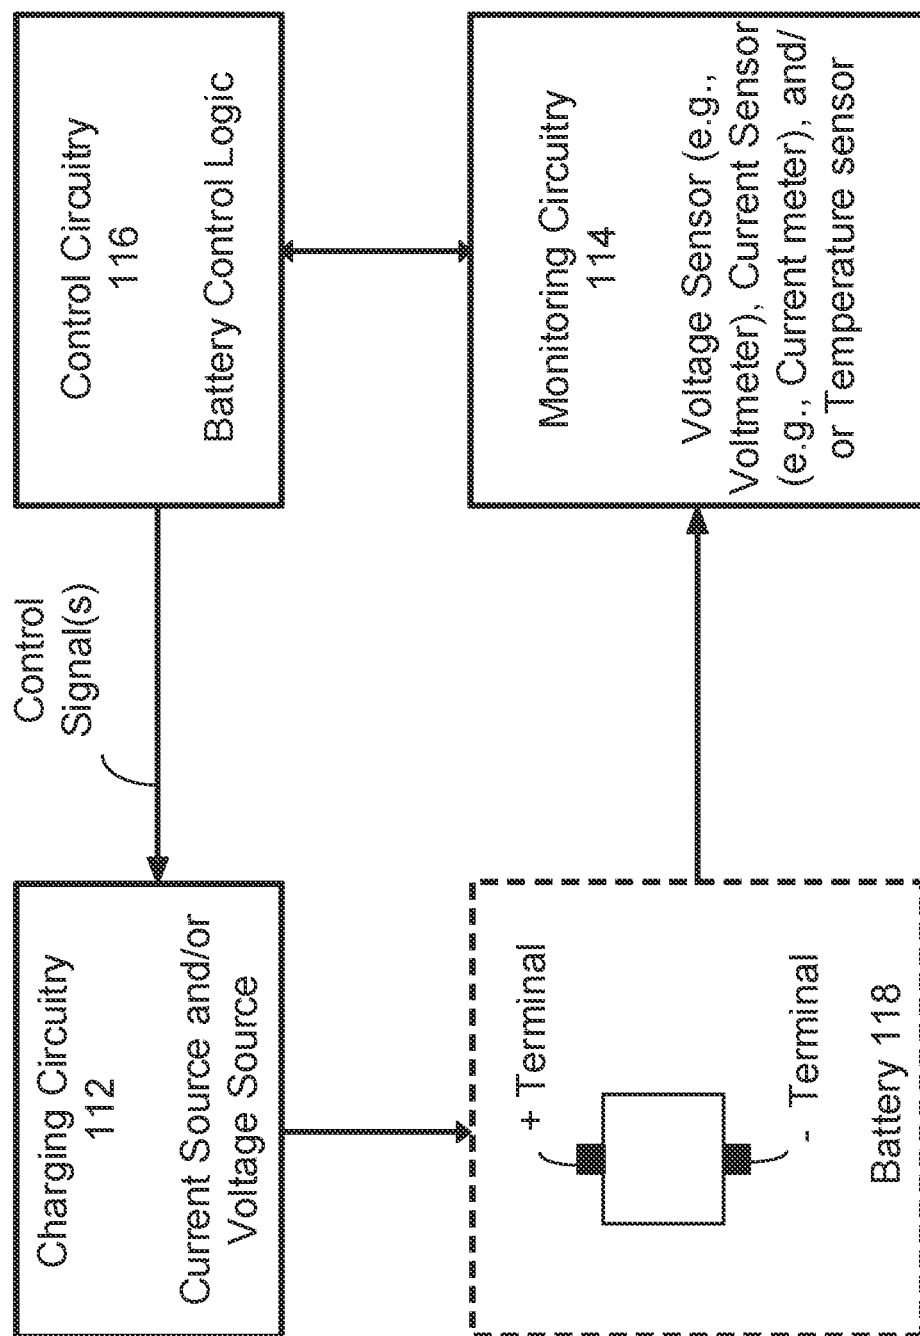 Charging Circuitry
112
Current Source and/or
Voltage Source
Control
Signal(s)
Control Circuitry
116
Battery Control Logic
+ Terminal
- Terminal
Battery 118
Monitoring Circuitry
114
Voltage Sensor (e.g.,
Voltmeter), Current Sensor
(e.g., Current meter), and/
or Temperature sensor